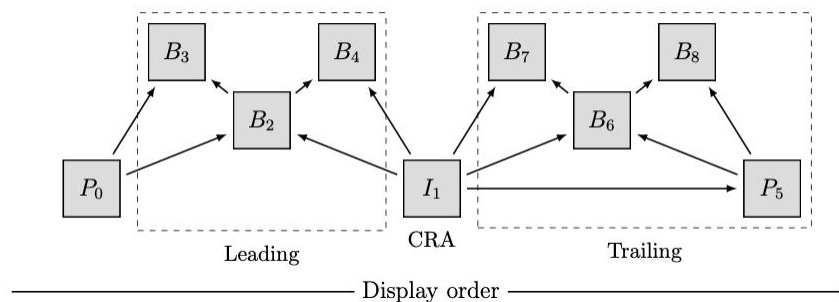 B3 B4 B7 B8
B2 B6
P0 I1 P5
CRA
Leading Trailing
Display order